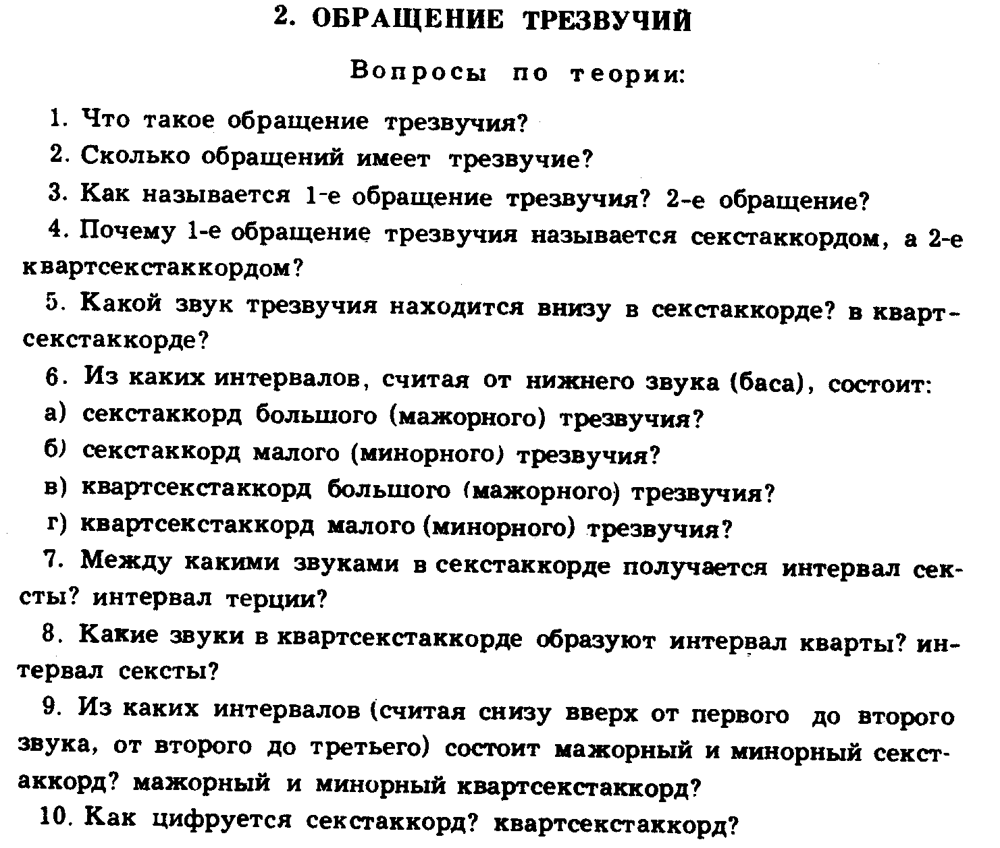 2. ОБРАЩЕНИЕ ТРЕЗВУЧИЙ
Вопросы по теории:
1. Что такое обращение трезвучия?
2. Сколько обращений имеет трезвучие?
3. Как называется 1-е обращение трезвучия? 2-е обращение?
4. Почему 1-е обращение трезвучия называется секстаккордом, а 2-е
квартсекстаккордом?
5. Какой звук трезвучия находится внизу в секстаккорде? в кварт-
секстаккорде?
6. Из каких интервалов, считая от нижнего звука (баса), состоит:
а) секстаккорд большого (мажорного) трезвучия?
б) секстаккорд малого (минорного) трезвучия?
в) квартсекстаккорд большого (мажорного) трезвучия?
г) квартсекстаккорд малого (минорного) трезвучия?
7. Между какими звуками в секстаккорде получается интервал сек-
сты? интервал терции?
8. Какие звуки в квартсекстаккорде образуют интервал кварты? ин-
тервал сексты?
9. Из каких интервалов (считая снизу вверх от первого до второго
звука, от второго до третьего) состоит мажорный и минорный секст-
аккорд? мажорный и минорный квартсекстаккорд?
10. Как цифруется секстаккорд? квартсекстаккорд?